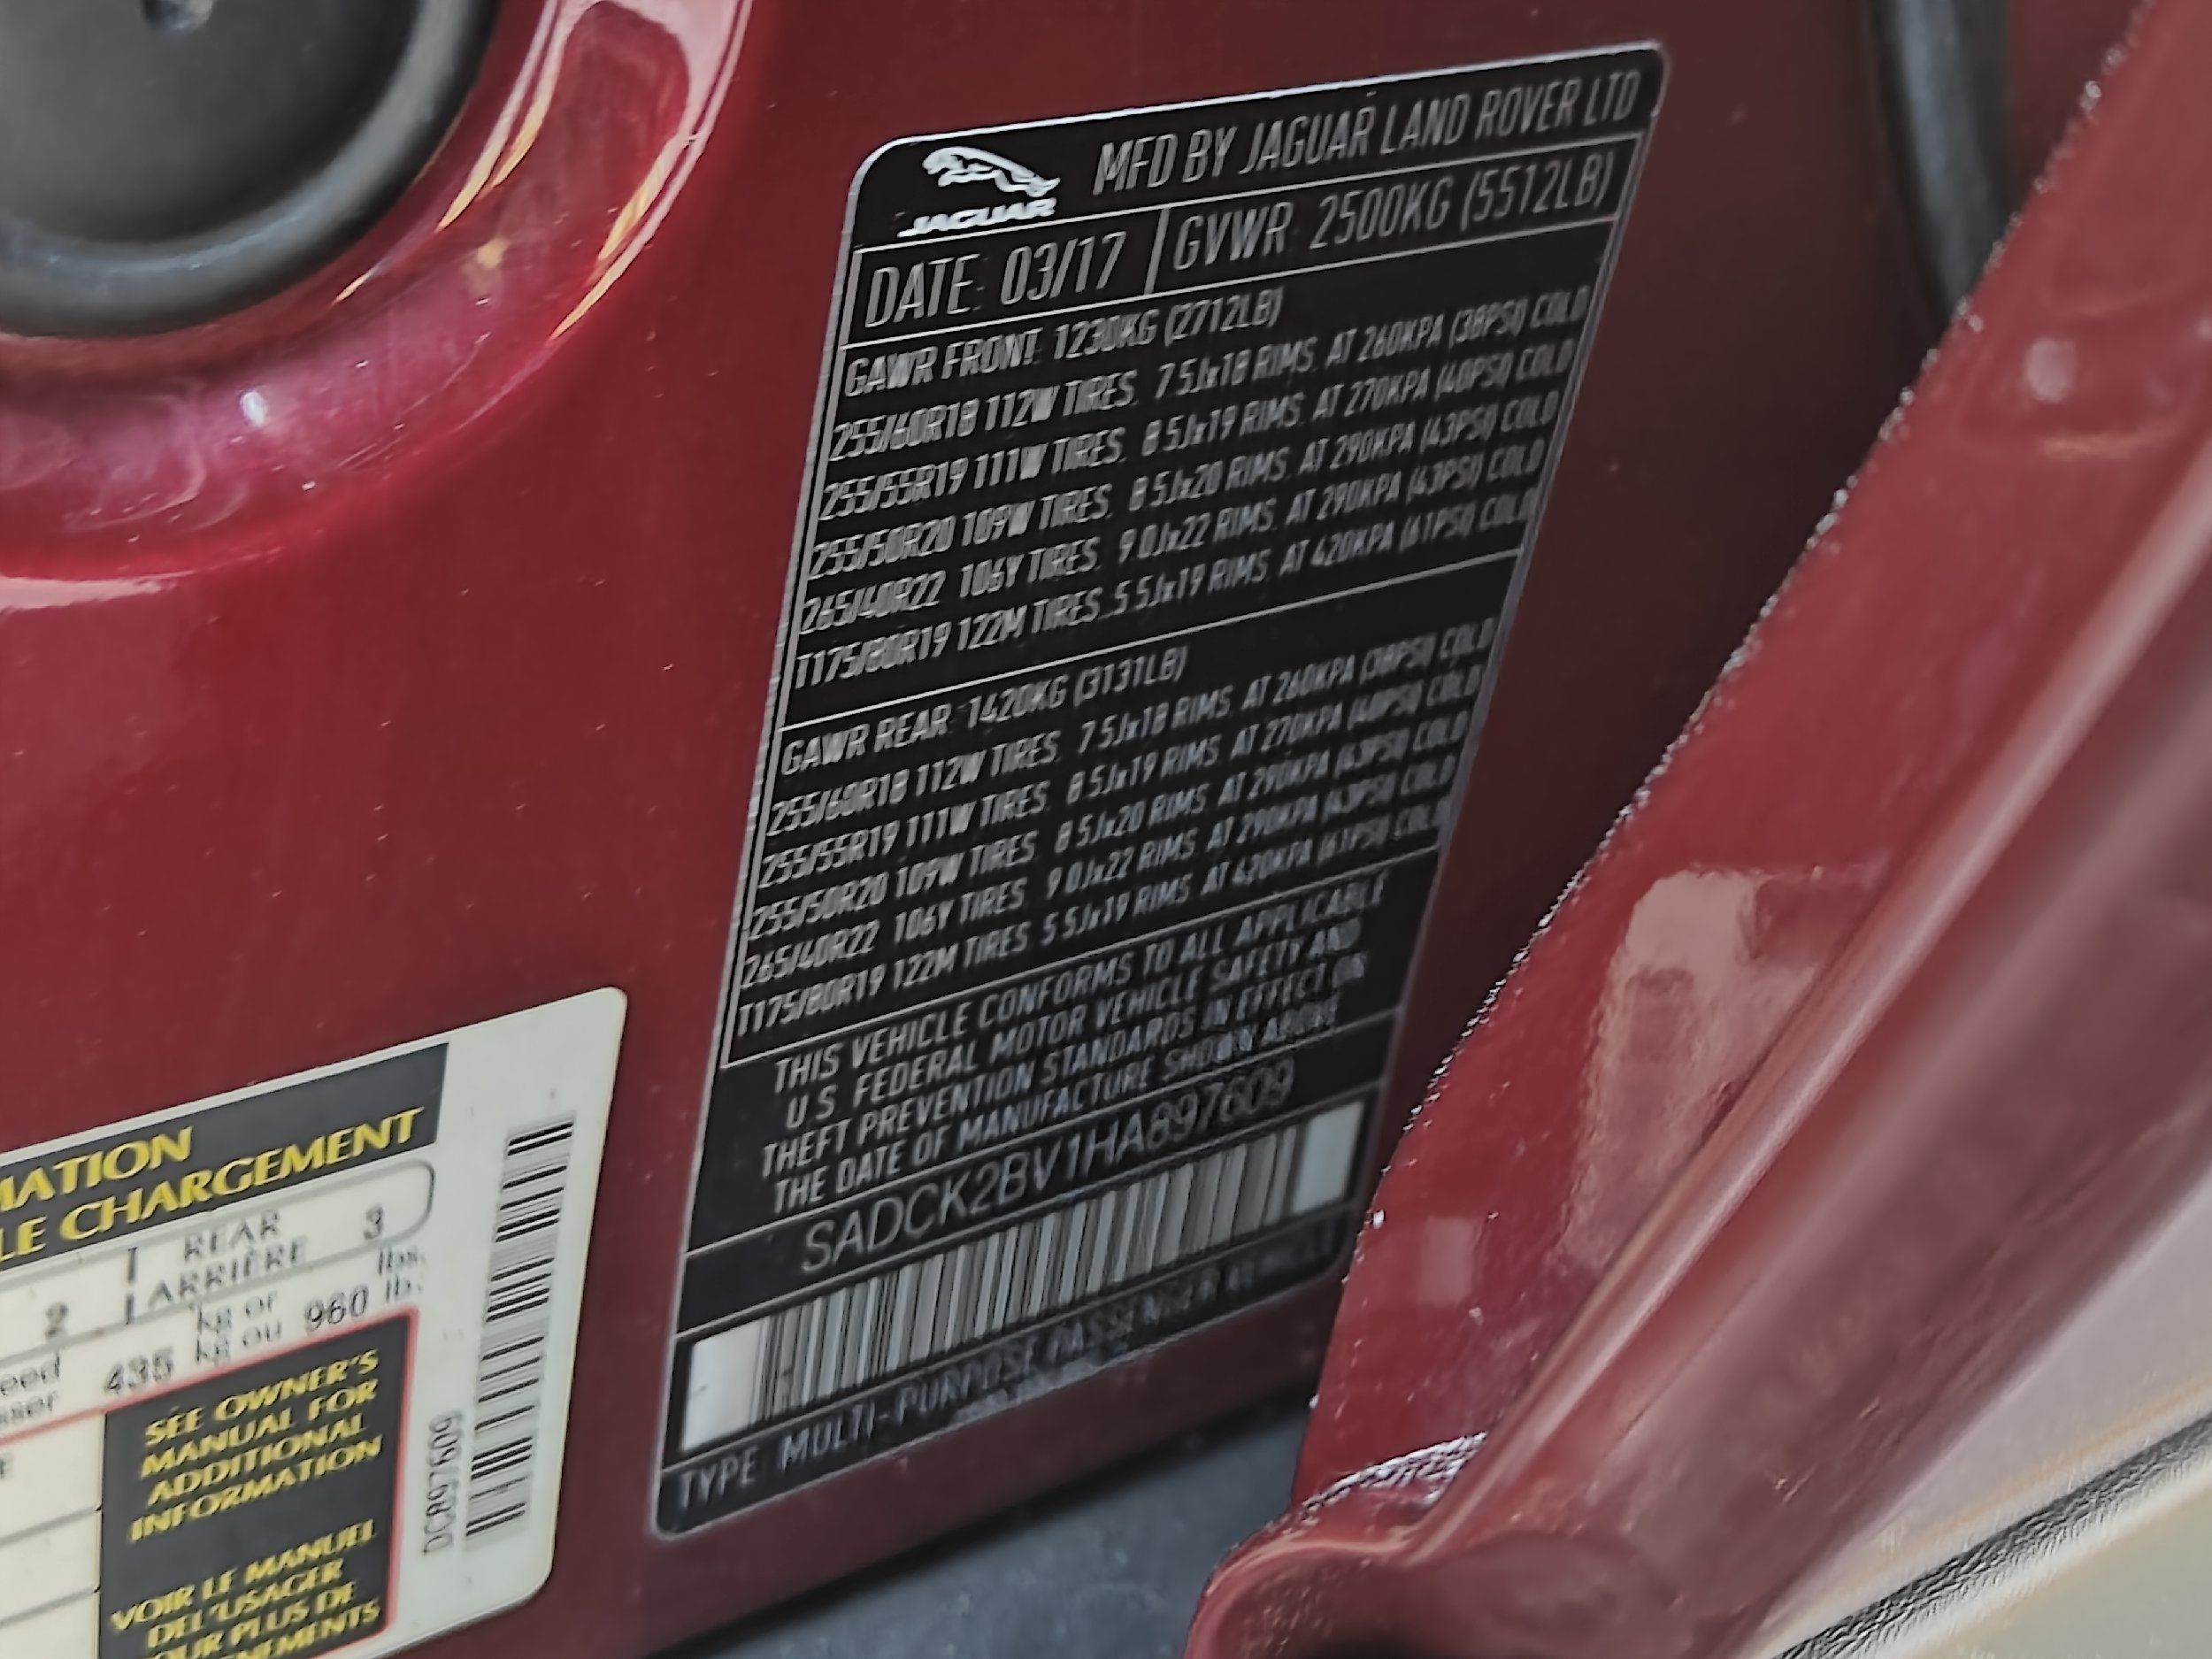 JAGUAR
MFD BY JAGUAR LAND ROVER LTD
DATE: 03/17 GVWR: 2500KG (5512LB)
GAWR FRONT: 1230KG (2712LB)
255/60R18 112W TIRES, 7.5Jx18 RIMS, AT 260KPA (38PSI) COLD
255/55R19 111W TIRES, 8.5Jx19 RIMS, AT 270KPA (40PSI) COLD
255/50R20 109W TIRES, 8.5Jx20 RIMS, AT 290KPA (43PSI) COLD
265/40R22 106Y TIRES, 9.0Jx22 RIMS, AT 290KPA (43PSI) COLD
T175/80R19 122M TIRES, 5.5Jx19 RIMS, AT 420KPA (61PSI) COLD
GAWR REAR: 1420KG (3131LB)
255/60R18 112W TIRES, 7.5Jx18 RIMS, AT 260KPA (38PSI) COLD
255/55R19 111W TIRES, 8.5Jx19 RIMS, AT 270KPA (40PSI) COLD
255/50R20 109W TIRES, 8.5Jx20 RIMS, AT 290KPA (43PSI) COLD
265/40R22 106Y TIRES, 9.0Jx22 RIMS, AT 290KPA (43PSI) COLD
T175/80R19 122M TIRES, 5.5Jx19 RIMS, AT 420KPA (61PSI) COLD
THIS VEHICLE CONFORMS TO ALL APPLICABLE
U.S. FEDERAL MOTOR VEHICLE SAFETY AND
THEFT PREVENTION STANDARDS IN EFFECT ON
THE DATE OF MANUFACTURE SHOWN ABOVE
SADCK2BV1HA897609
TYPE: MULTI-PURPOSE PASSENGER VEHICLE
MATION
LE CHARGEMENT
2 REAR 3
ARRIÈRE
eed 435 kg or 960 lbs.
sser kg ou lb.
SEE OWNER'S
MANUAL FOR
ADDITIONAL
INFORMATION
VOIR LE MANUEL
DEL'USAGER
OUR PLUS DE
NEMENTS
DC897609